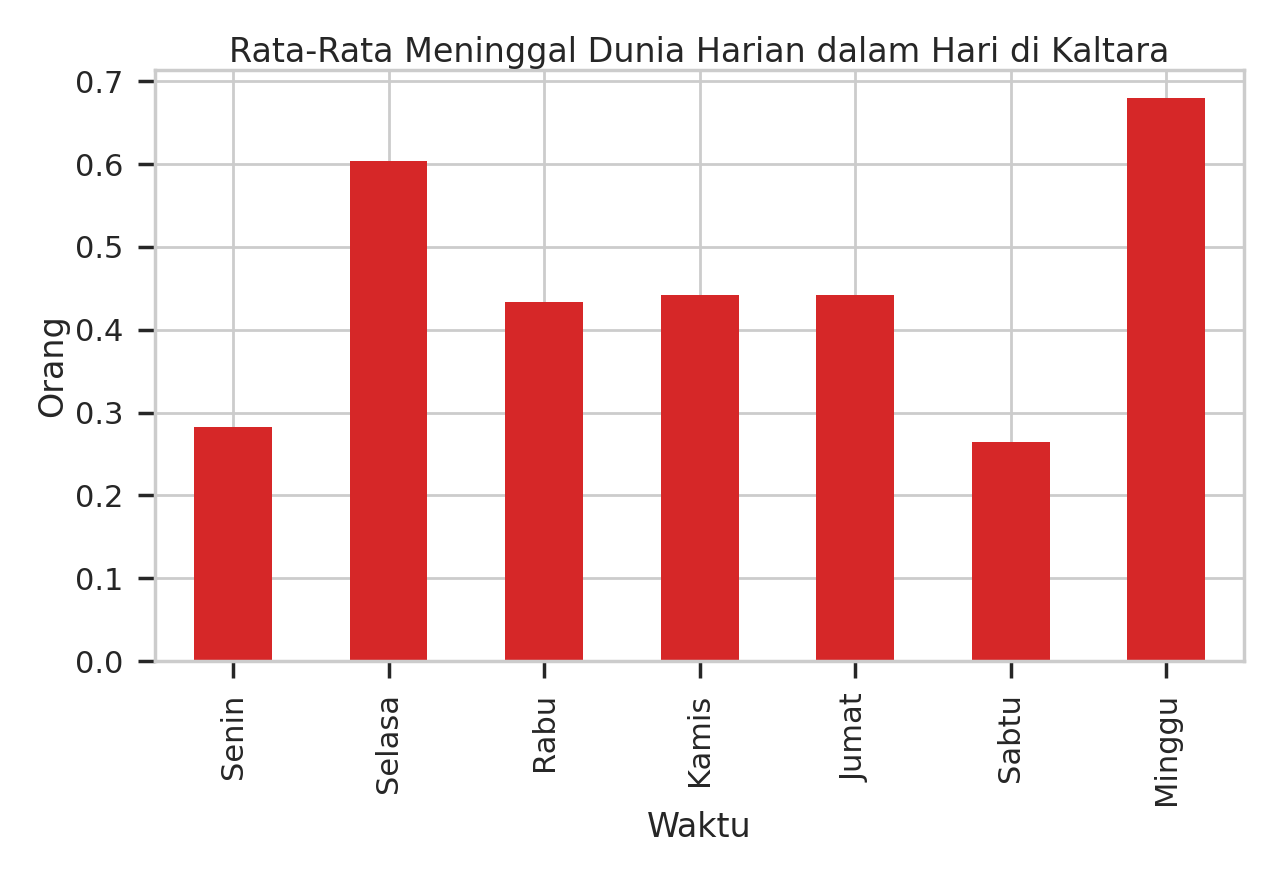 Rata-Rata Meninggal Dunia Harian dalam Hari di Kaltara
0.7
0.6
0.5
0.4
0.3
0.2
0.1
0.0
Orang
Senin
Selasa
Rabu
Kamis
Jumat
Sabtu
Minggu
Waktu